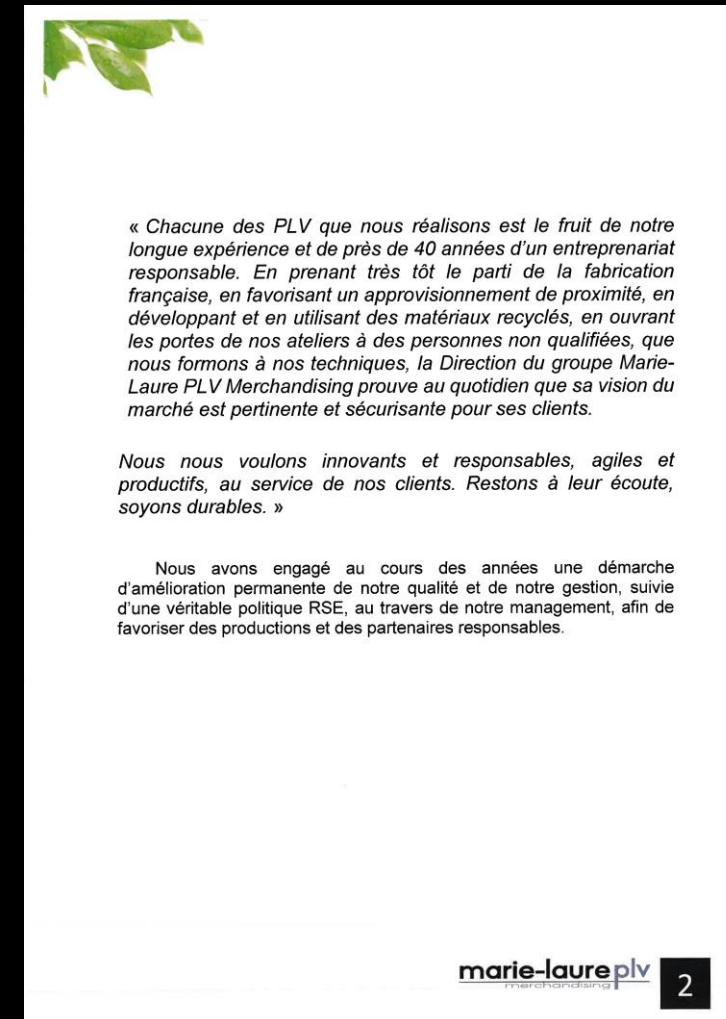 « Chacune des PLV que nous réalisons est le fruit de notre
longue expérience et de près de 40 années d'un entreprenariat
responsable. En prenant très tôt le parti de la fabrication
française, en favorisant un approvisionnement de proximité, en
développant et en utilisant des matériaux recyclés, en ouvrant
les portes de nos ateliers à des personnes non qualifiées, que
nous formons à nos techniques, la Direction du groupe Marie-
Laure PLV Merchandising prouve au quotidien que sa vision du
marché est pertinente et sécurisante pour ses clients.
Nous nous voulons innovants et responsables, agiles et
productifs, au service de nos clients. Restons à leur écoute,
soyons durables. »
Nous avons engagé au cours des années une démarche
d'amélioration permanente de notre qualité et de notre gestion, suivie
d'une véritable politique RSE, au travers de notre management, afin de
favoriser des productions et des partenaires responsables.
marie-laure plv
merchandising
2